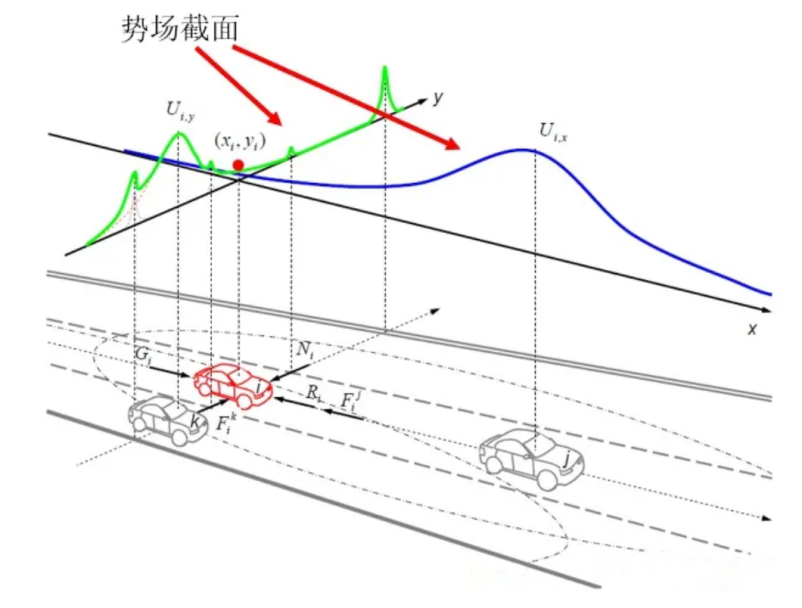 势场截面
y
U_{i,y}
(x_i, y_i)
U_{i,x}
x
G_i
N_i
i
R_i
F_i^j
k
F_i^k
j